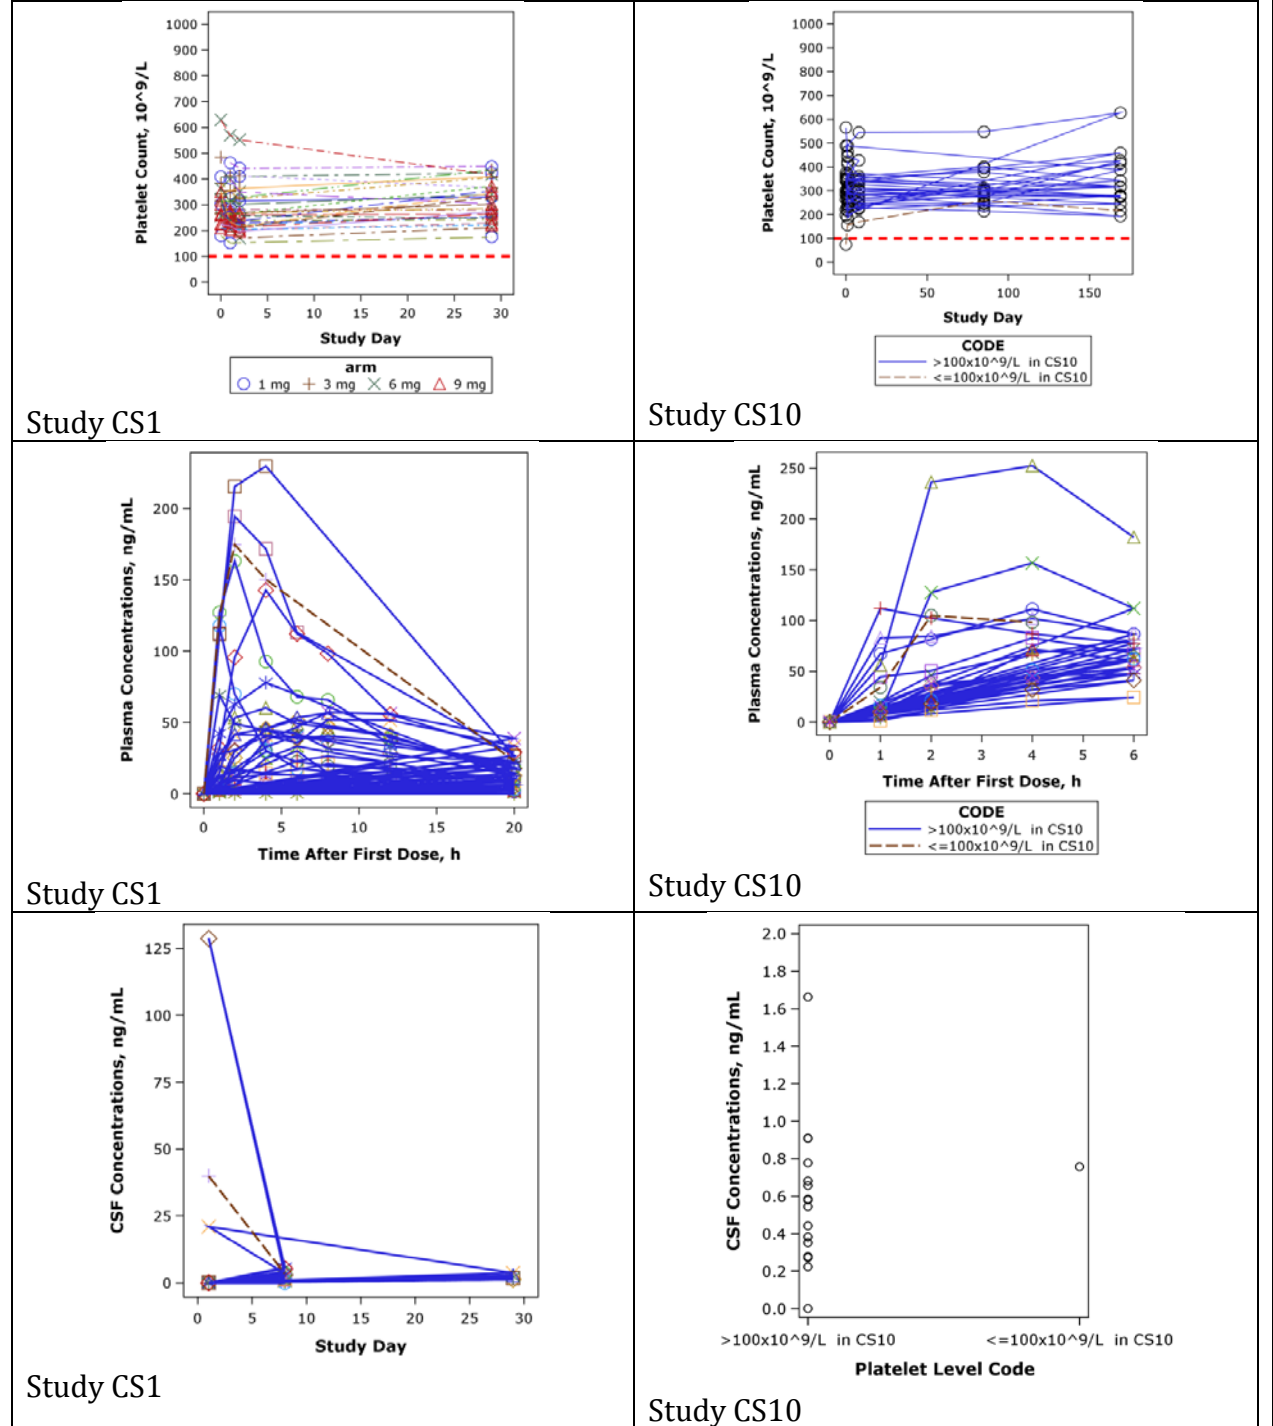 1000
900
800
700
600
500
400
300
200
100
0
Platelet Count, 10^9/L
0 5 10 15 20 25 30
Study Day
arm
1 mg 3 mg 6 mg 9 mg
Study CS1
1000
900
800
700
600
500
400
300
200
100
0
Platelet Count, 10^9/L
0 50 100 150
Study Day
CODE
>100x10^9/L in CS10
<=100x10^9/L in CS10
Study CS10
200
150
100
50
0
Plasma Concentrations, ng/mL
0 5 10 15 20
Time After First Dose, h
Study CS1
250
200
150
100
50
0
Plasma Concentrations, ng/mL
0 1 2 3 4 5 6
Time After First Dose, h
CODE
>100x10^9/L in CS10
<=100x10^9/L in CS10
Study CS10
125
100
75
50
25
0
CSF Concentrations, ng/mL
0 5 10 15 20 25 30
Study Day
Study CS1
2.0
1.8
1.6
1.4
1.2
1.0
0.8
0.6
0.4
0.2
0.0
CSF Concentrations, ng/mL
>100x10^9/L in CS10 <=100x10^9/L in CS10
Platelet Level Code
Study CS10